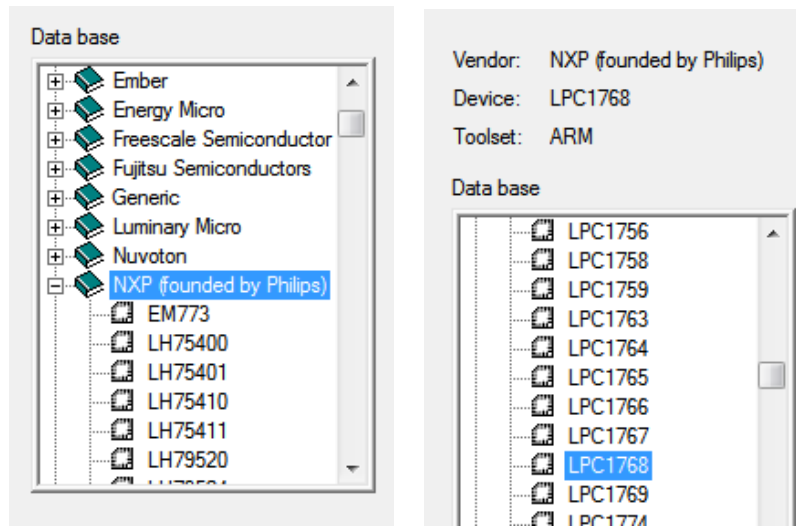 Data base
Ember
Energy Micro
Freescale Semiconductor
Fujitsu Semiconductors
Generic
Luminary Micro
Nuvoton
NXP (founded by Philips)
EM773
LH75400
LH75401
LH75410
LH75411
LH79520
Vendor: NXP (founded by Philips)
Device: LPC1768
Toolset: ARM
Data base
LPC1756
LPC1758
LPC1759
LPC1763
LPC1764
LPC1765
LPC1766
LPC1767
LPC1768
LPC1769
LPC1774